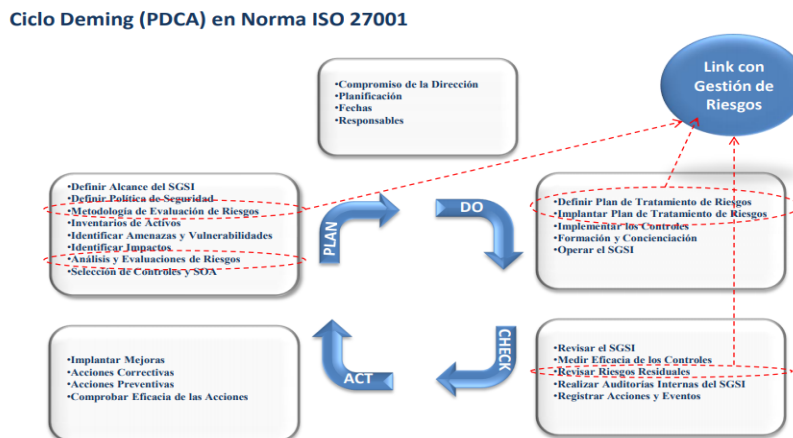 Ciclo Deming (PDCA) en Norma ISO 27001
Link con
Gestión de
Riesgos
•Compromiso de la Dirección
•Planificación
•Fechas
•Responsables
•Definir Alcance del SGSI
•Definir Política de Seguridad
•Metodología de Evaluación de Riesgos
•Inventarios de Activos
•Identificar Amenazas y Vulnerabilidades
•Identificar Impactos
•Análisis y Evaluaciones de Riesgos
•Selección de Controles y SOA
PLAN
DO
•Definir Plan de Tratamiento de Riesgos
•Implantar Plan de Tratamiento de Riesgos
•Implementar los Controles
•Formación y Concienciación
•Operar el SGSI
•Implantar Mejoras
•Acciones Correctivas
•Acciones Preventivas
•Comprobar Eficacia de las Acciones
ACT
CHECK
•Revisar el SGSI
•Medir Eficacia de los Controles
•Revisar Riesgos Residuales
•Realizar Auditorías Internas del SGSI
•Registrar Acciones y Eventos